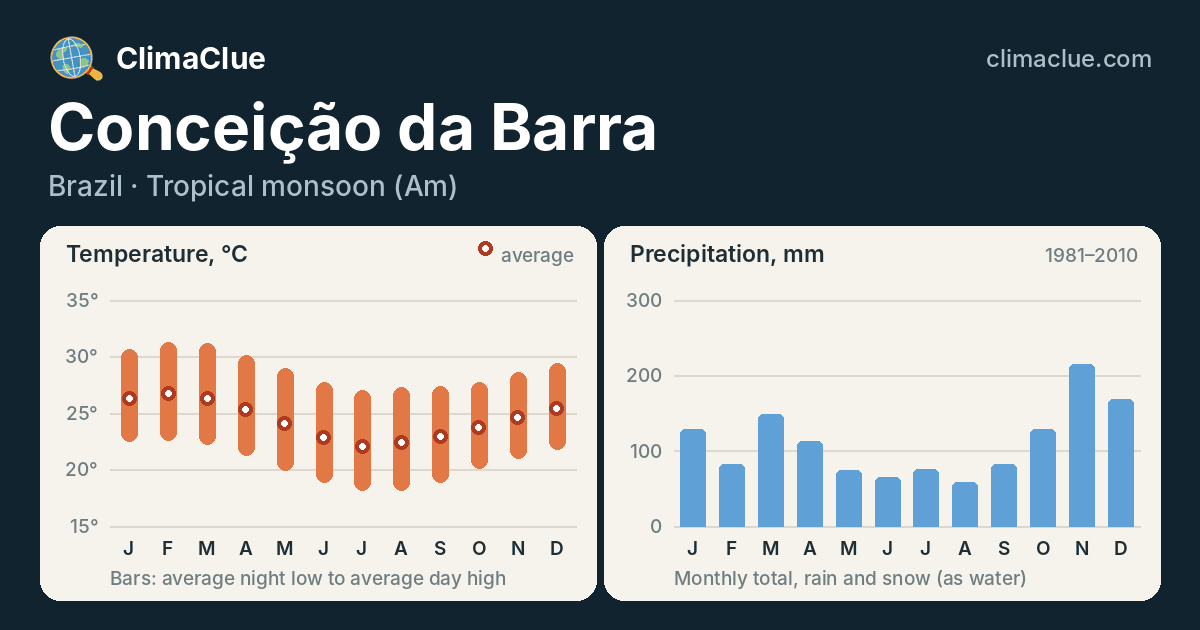 ClimaClue
climaclue.com
Conceição da Barra
Brazil · Tropical monsoon (Am)
Temperature, °C
average
35°
30°
25°
20°
15°
J F M A M J J A S O N D
Bars: average night low to average day high
Precipitation, mm
1981–2010
300
200
100
0
J F M A M J J A S O N D
Monthly total, rain and snow (as water)